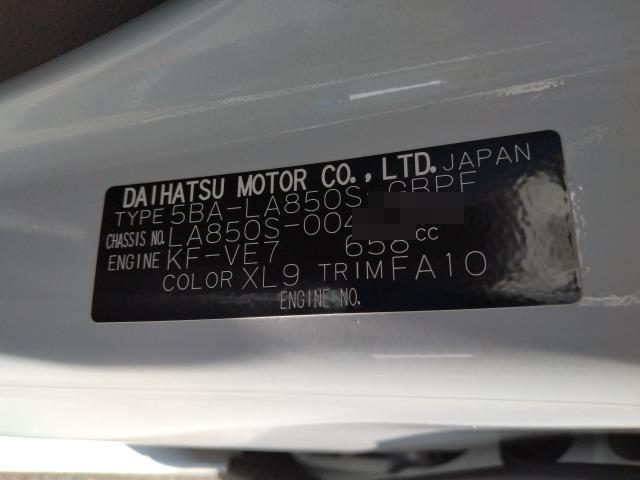 DAIHATSU MOTOR CO., LTD. JAPAN
TYPE 5BA-LA850S-GBPF
CHASSIS NO. LA850S-004
ENGINE KF-VE7 658 cc
COLOR XL9 TRIM FA10
ENGINE NO.